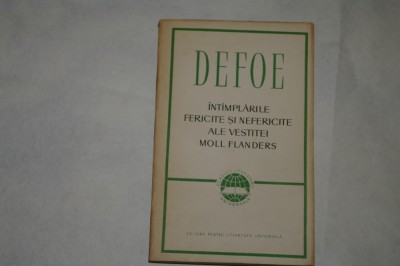 DEFOE
ÎNTÎMPLĂRILE
FERICITE ȘI NEFERICITE
ALE VESTITEI
MOLL FLANDERS
EDITURA PENTRU LITERATURĂ UNIVERSALĂ